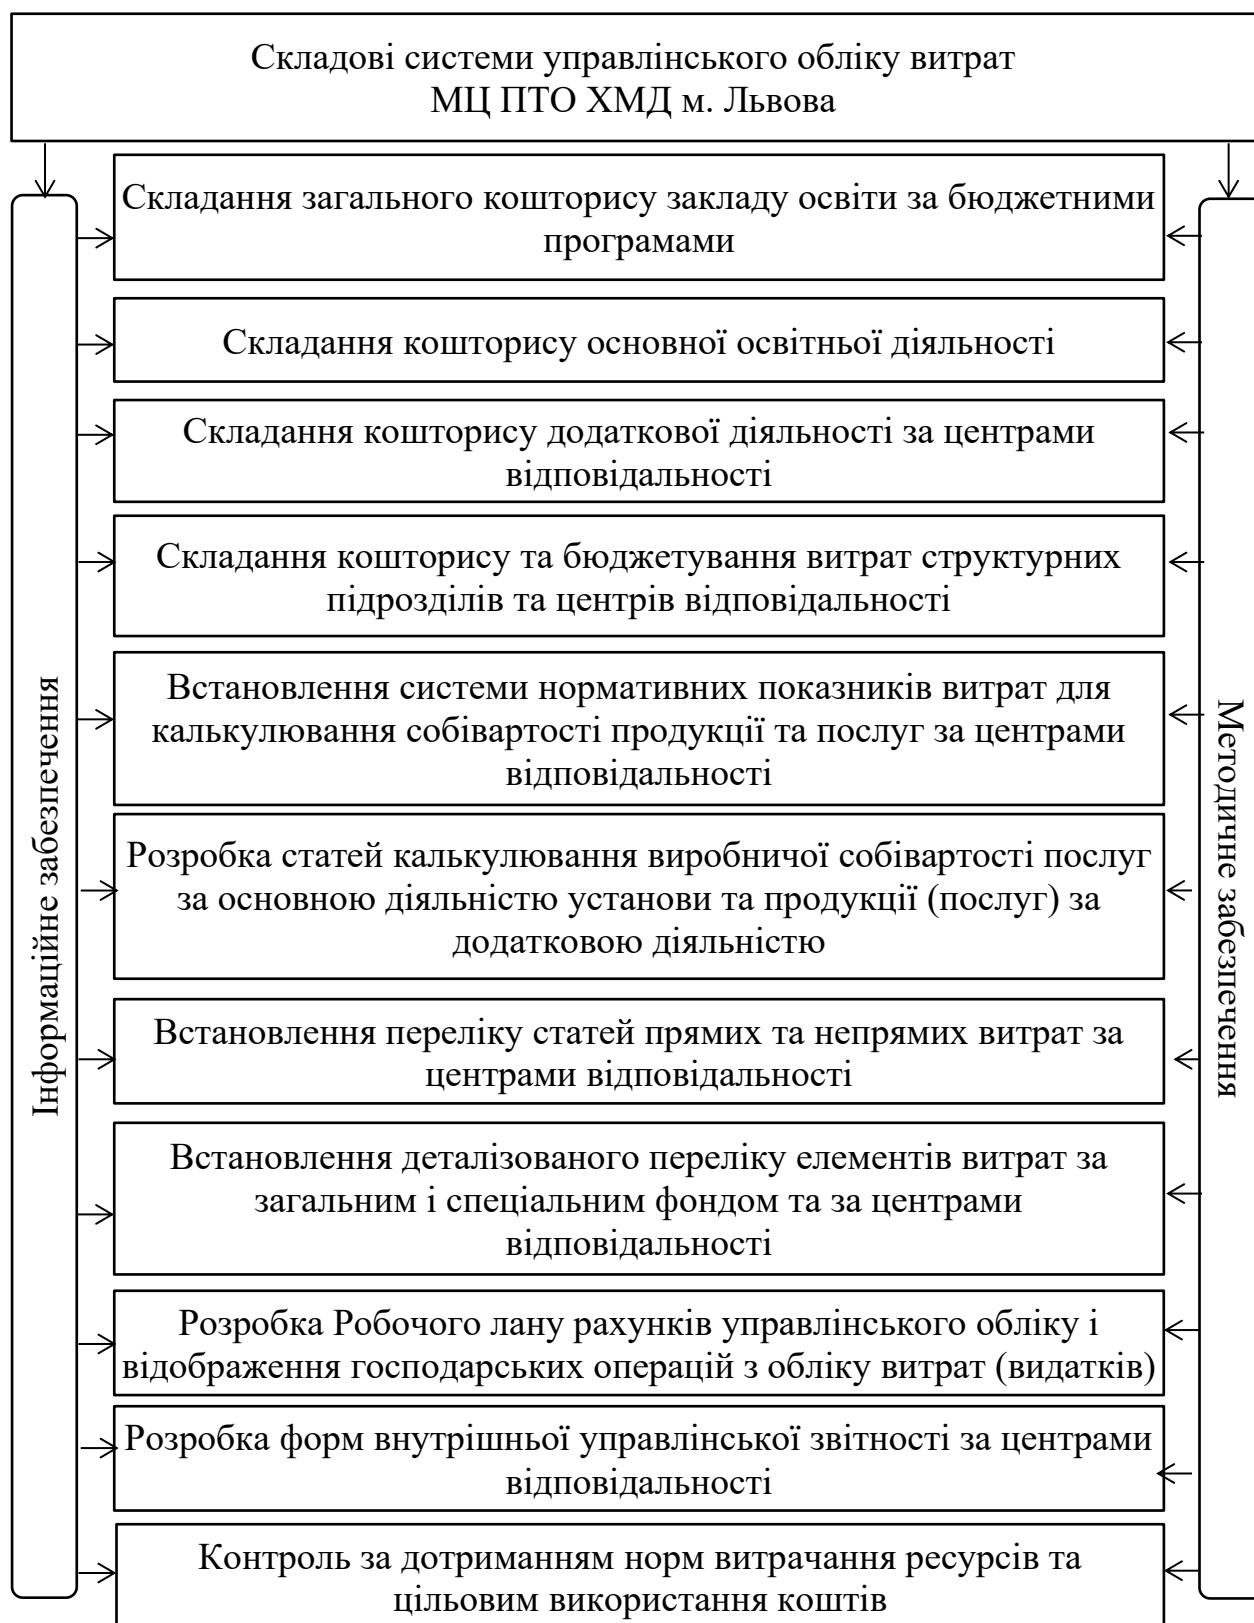 Складові системи управлінського обліку витрат
МЦ ПТО ХМД м. Львова
Інформаційне забезпечення
Складання загального кошторису закладу освіти за бюджетними
програмами
Складання кошторису основної освітньої діяльності
Складання кошторису додаткової діяльності за центрами
відповідальності
Складання кошторису та бюджетування витрат структурних
підрозділів та центрів відповідальності
Встановлення системи нормативних показників витрат для
калькулювання собівартості продукції та послуг за центрами
відповідальності
Розробка статей калькулювання виробничої собівартості послуг
за основною діяльністю установи та продукції (послуг) за
додатковою діяльністю
Встановлення переліку статей прямих та непрямих витрат за
центрами відповідальності
Встановлення деталізованого переліку елементів витрат за
загальним і спеціальним фондом та за центрами
відповідальності
Розробка Робочого лану рахунків управлінського обліку і
відображення господарських операцій з обліку витрат (видатків)
Розробка форм внутрішньої управлінської звітності за центрами
відповідальності
Контроль за дотриманням норм витрачання ресурсів та
цільовим використання коштів
Методичне забезпечення